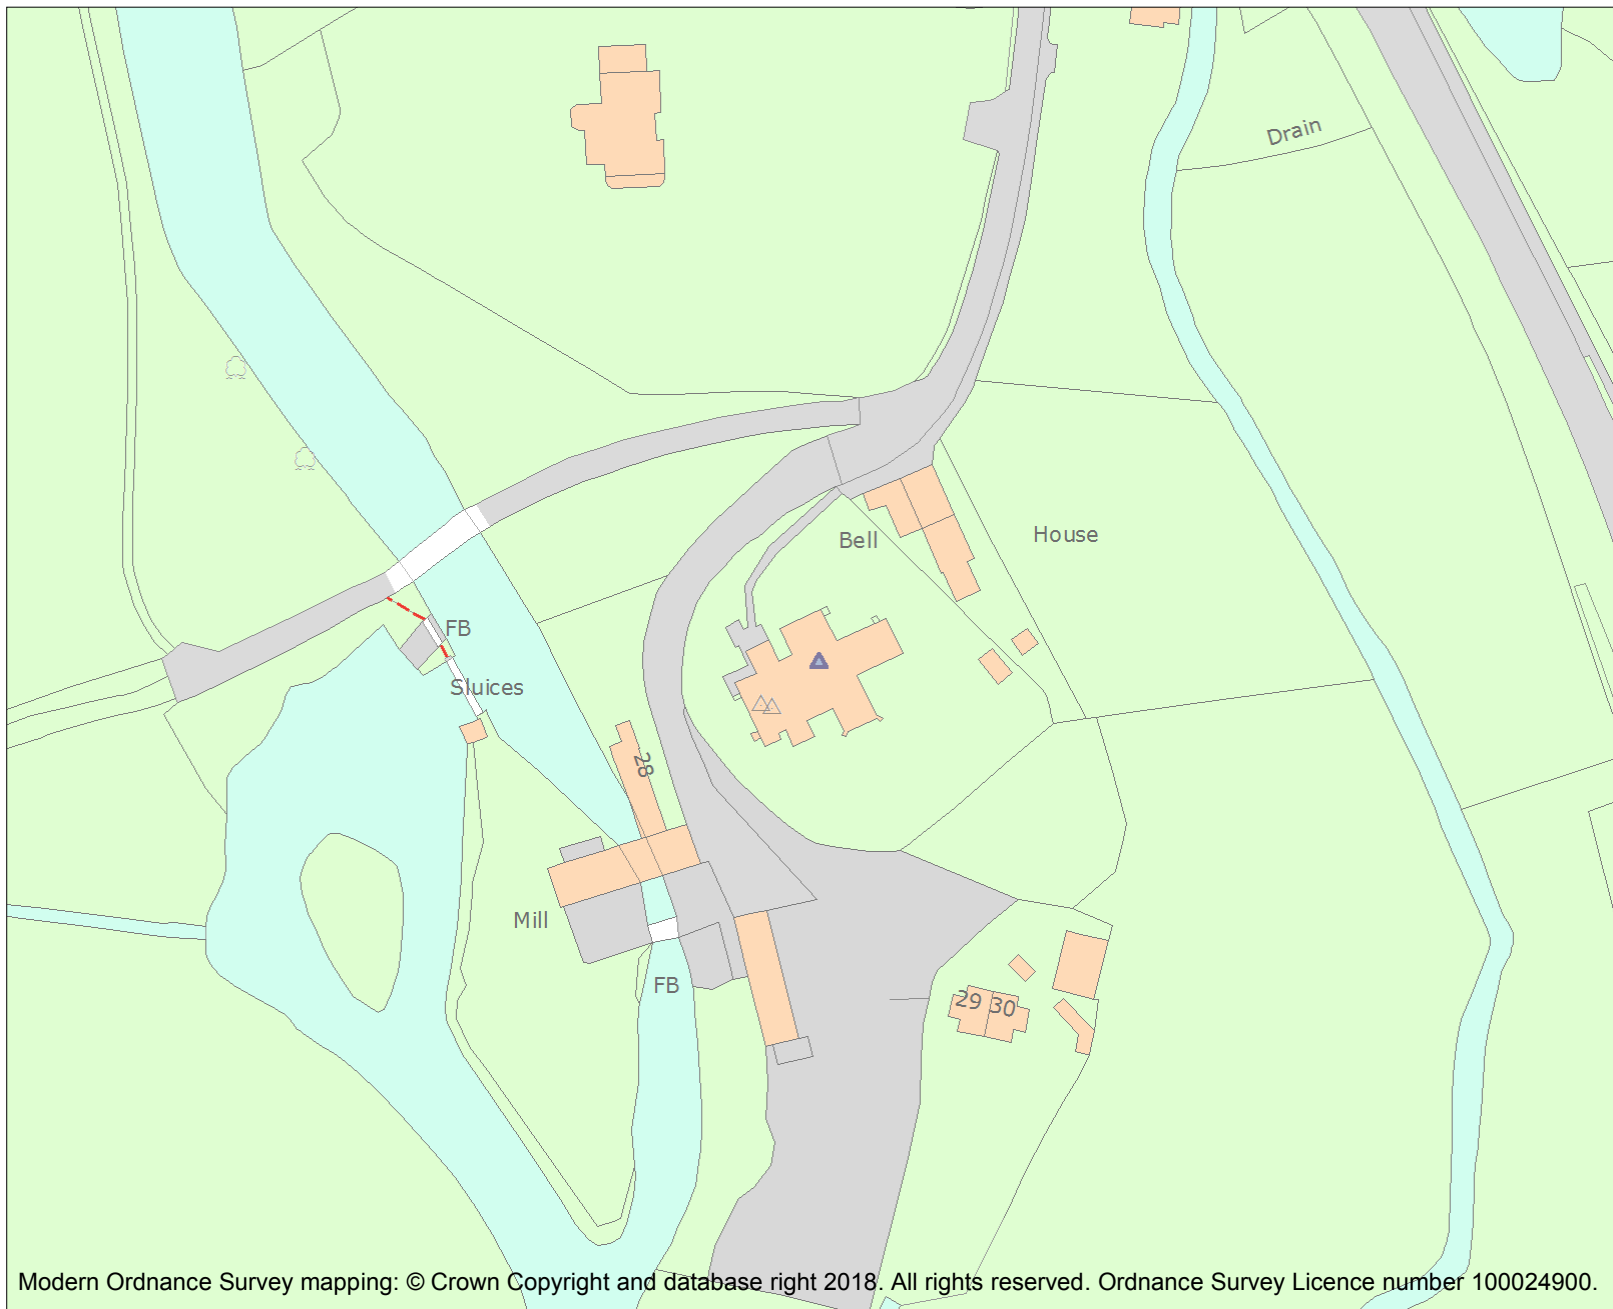 Drain
Bell
House
FB
Sluices
28
Mill
FB
29
30
Modern Ordnance Survey mapping: © Crown Copyright and database right 2018. All rights reserved. Ordnance Survey Licence number 100024900.